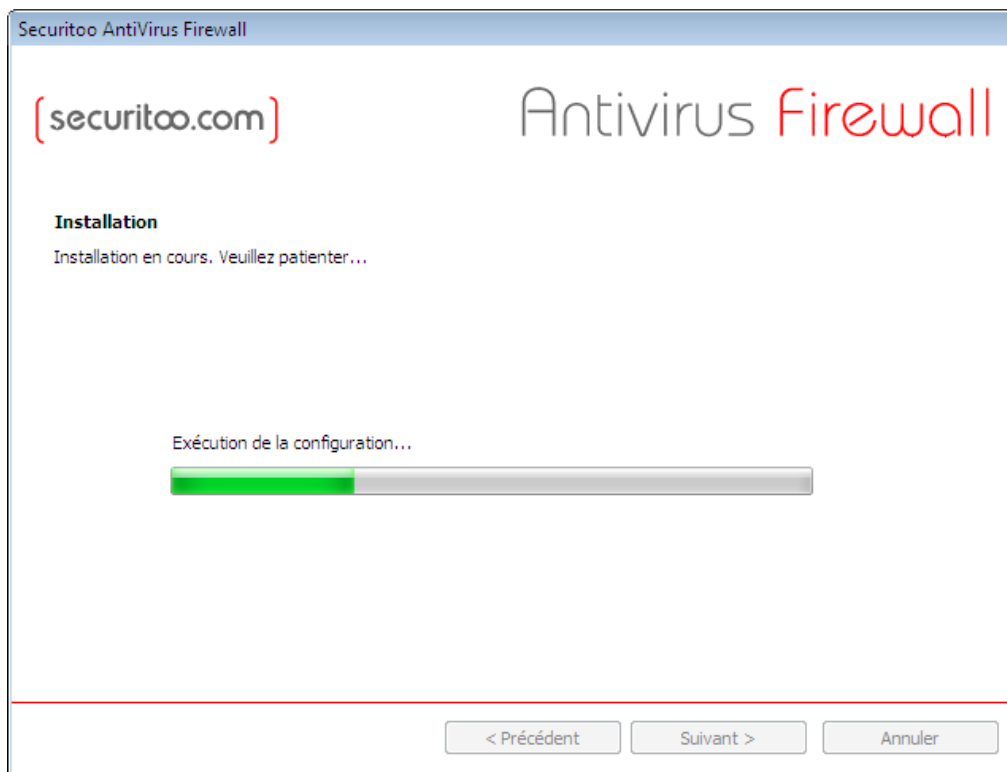 Securitoo AntiVirus Firewall
securitoo.com
Antivirus Firewall
Installation
Installation en cours. Veuillez patienter...
Exécution de la configuration...
< Précédent
Suivant >
Annuler